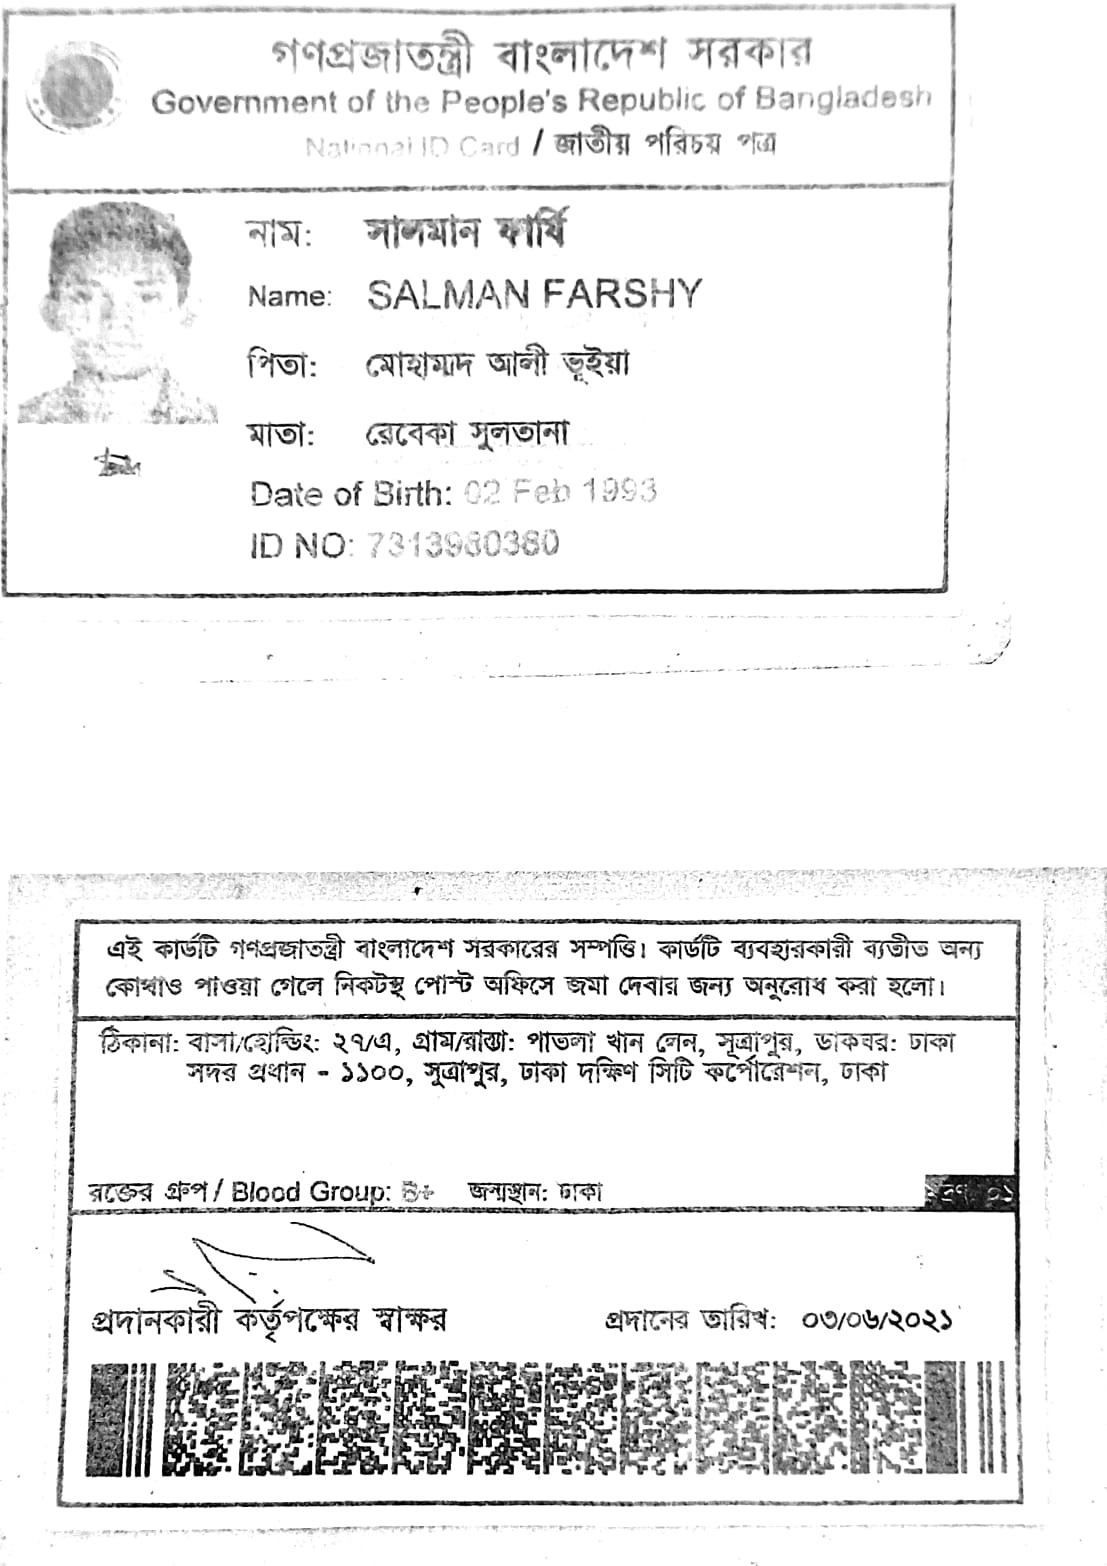 গণপ্রজাতন্ত্রী বাংলাদেশ সরকার
Government of the People's Republic of Bangladesh
National ID Card / জাতীয় পরিচয় পত্র
নাম: সালমান ফার্যি
Name: SALMAN FARSHY
পিতা: মোহাম্মদ আলী ভূইয়া
মাতা: রেবেকা সুলতানা
Date of Birth: 02 Feb 1993
ID NO: 7313980380
এই কার্ডটি গণপ্রজাতন্ত্রী বাংলাদেশ সরকারের সম্পত্তি। কার্ডটি ব্যবহারকারী ব্যতীত অন্য
কোথাও পাওয়া গেলে নিকটস্থ পোস্ট অফিসে জমা দেবার জন্য অনুরোধ করা হলো।
ঠিকানা: বাসা/হোল্ডিং: ২৭/এ, গ্রাম/রাস্তা: পাতলা খান লেন, সূত্রাপুর, ডাকঘর: ঢাকা
সদর প্রধান - ১১০০, সূত্রাপুর, ঢাকা দক্ষিণ সিটি কর্পোরেশন, ঢাকা
রক্তের গ্রুপ / Blood Group: B+ জন্মস্থান: ঢাকা
মুদ্রণ: ০১
প্রদানকারী কর্তৃপক্ষের স্বাক্ষর প্রদানের তারিখ: ০৩/০৬/২০২১